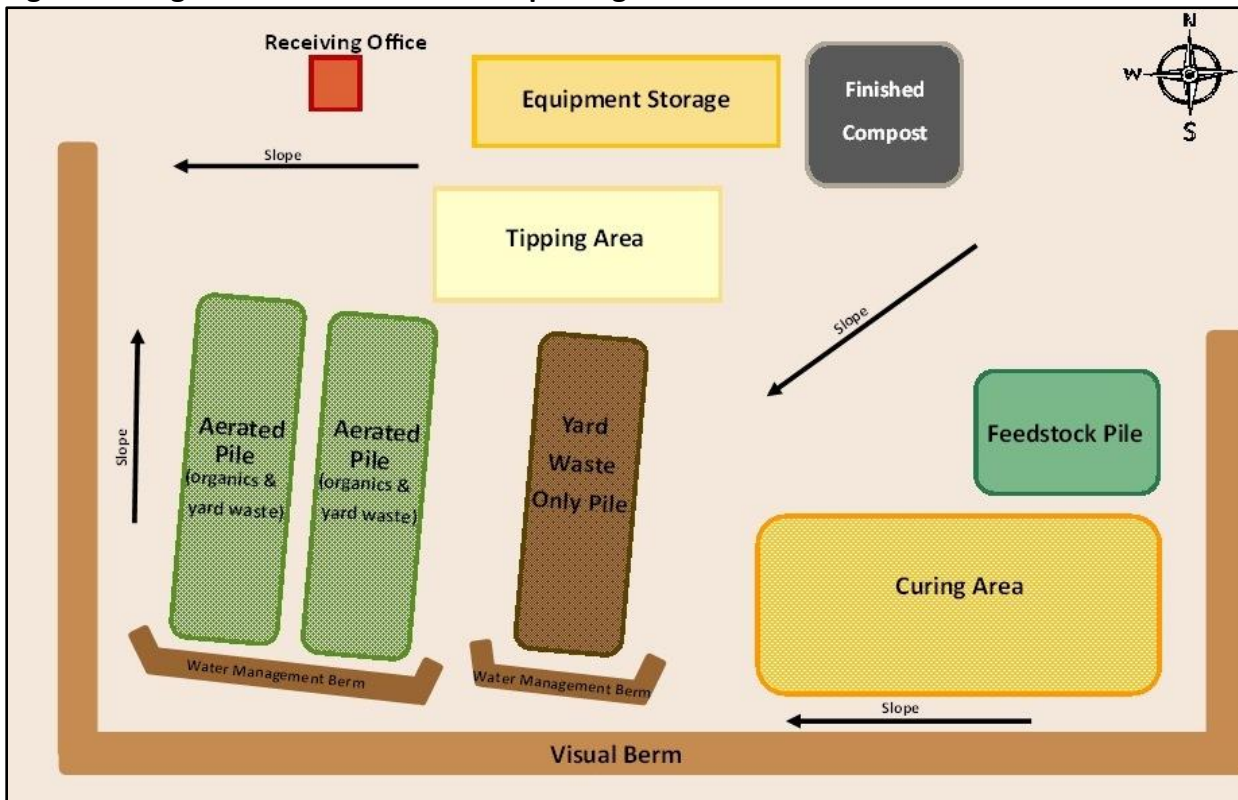 Receiving Office
Equipment Storage
Finished
Compost
N
W
S
Slope
Tipping Area
Slope
Slope
Aerated
Pile
(organics &
yard waste)
Aerated
Pile
(organics &
yard waste)
Yard
Waste
Only Pile
Feedstock Pile
Curing Area
Water Management Berm
Water Management Berm
Slope
Visual Berm